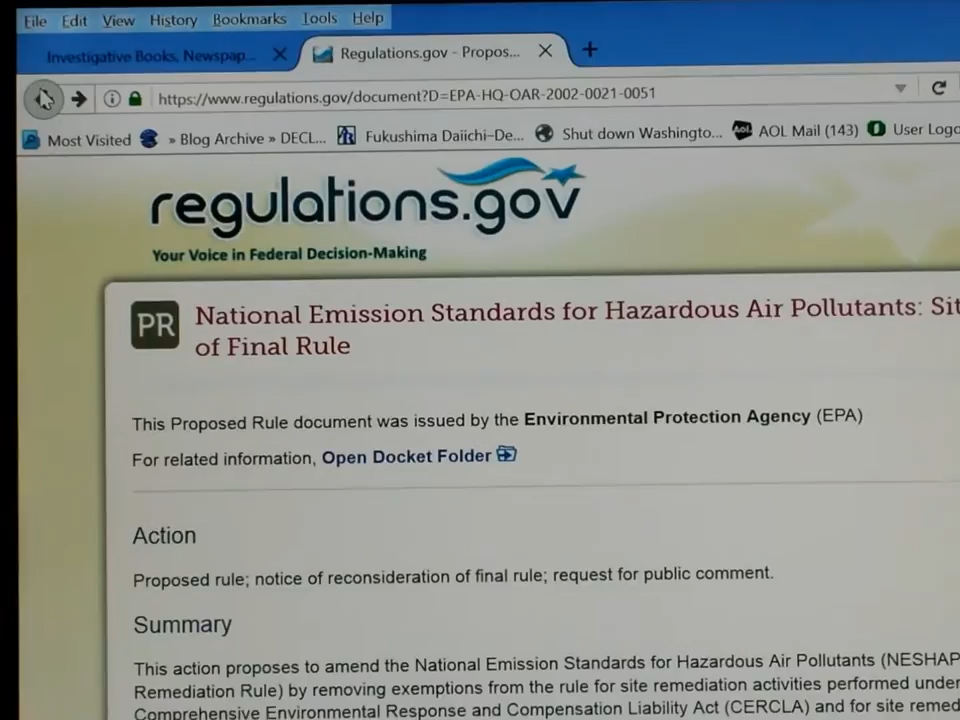 File Edit View History Bookmarks Tools Help
Investigative Books, Newspap...
Regulations.gov - Propos...
https://www.regulations.gov/document?D=EPA-HQ-OAR-2002-0021-0051
Most Visited » Blog Archive » DECL... Fukushima Daiichi–De... Shut down Washingto... AOL Mail (143) User Logo
regulations.gov
Your Voice in Federal Decision-Making
PR National Emission Standards for Hazardous Air Pollutants: Sit
of Final Rule
This Proposed Rule document was issued by the Environmental Protection Agency (EPA)
For related information, Open Docket Folder
Action
Proposed rule; notice of reconsideration of final rule; request for public comment.
Summary
This action proposes to amend the National Emission Standards for Hazardous Air Pollutants (NESHAP
Remediation Rule) by removing exemptions from the rule for site remediation activities performed under
Comprehensive Environmental Response and Compensation Liability Act (CERCLA) and for site remed